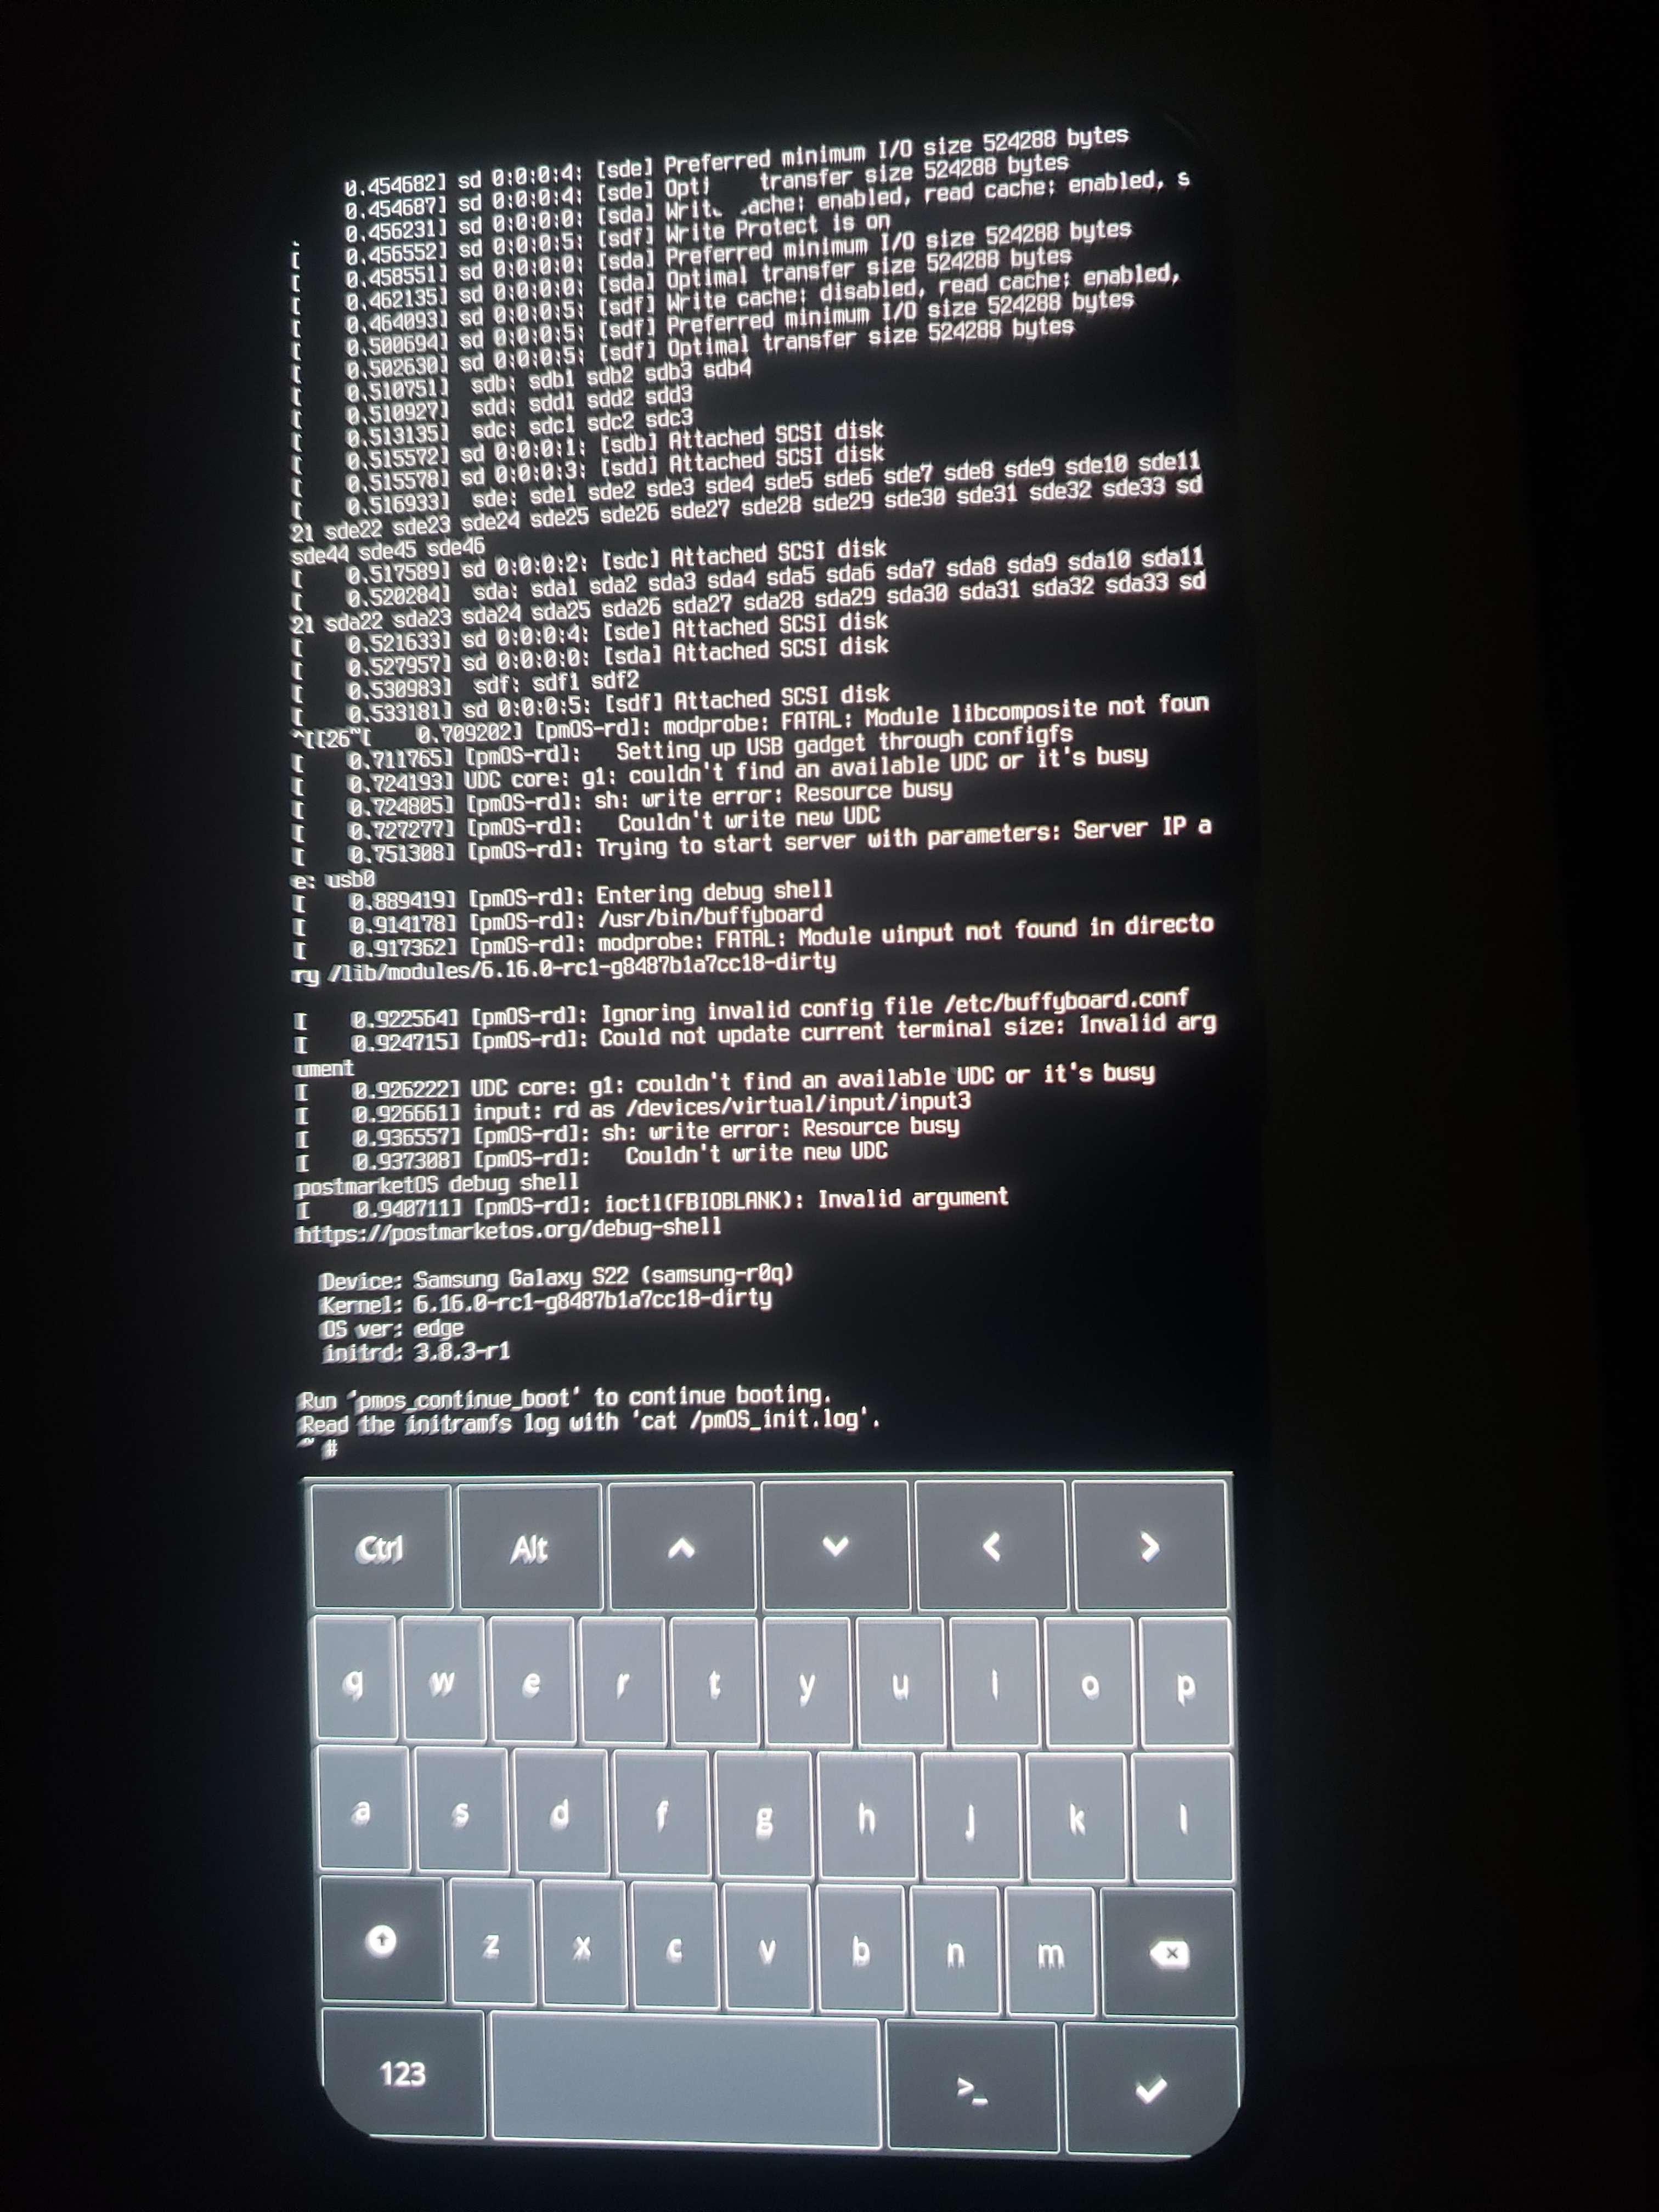 0.454682] sd 0:0:0:4: [sde] Preferred minimum I/O size 524288 bytes
0.454687] sd 0:0:0:4: [sde] Opti transfer size 524288 bytes
0.456231] sd 0:0:0:0: [sda] Writ ache: enabled, read cache: enabled, s
[ 0.456552] sd 0:0:0:5: [sdf] Write Protect is on
[ 0.458551] sd 0:0:0:0: [sda] Preferred minimum I/O size 524288 bytes
[ 0.462135] sd 0:0:0:0: [sda] Optimal transfer size 524288 bytes
[ 0.464093] sd 0:0:0:5: [sdf] Write cache: disabled, read cache: enabled,
[ 0.500694] sd 0:0:0:5: [sdf] Preferred minimum I/O size 524288 bytes
[ 0.502630] sd 0:0:0:5: [sdf] Optimal transfer size 524288 bytes
[ 0.510751] sdb: sdb1 sdb2 sdb3 sdb4
[ 0.510927] sdd: sdd1 sdd2 sdd3
[ 0.513135] sdc: sdc1 sdc2 sdc3
[ 0.515572] sd 0:0:0:1: [sdb] Attached SCSI disk
[ 0.515578] sd 0:0:0:3: [sdd] Attached SCSI disk
[ 0.516933] sde: sde1 sde2 sde3 sde4 sde5 sde6 sde7 sde8 sde9 sde10 sde11
21 sde22 sde23 sde24 sde25 sde26 sde27 sde28 sde29 sde30 sde31 sde32 sde33 sd
sde44 sde45 sde46
[ 0.517589] sd 0:0:0:2: [sdc] Attached SCSI disk
[ 0.520284] sda: sda1 sda2 sda3 sda4 sda5 sda6 sda7 sda8 sda9 sda10 sda11
21 sda22 sda23 sda24 sda25 sda26 sda27 sda28 sda29 sda30 sda31 sda32 sda33 sd
[ 0.521633] sd 0:0:0:4: [sde] Attached SCSI disk
[ 0.527957] sd 0:0:0:0: [sda] Attached SCSI disk
[ 0.530983] sdf: sdf1 sdf2
[ 0.533181] sd 0:0:0:5: [sdf] Attached SCSI disk
^[[26~[ 0.709202] [pmOS-rd]: modprobe: FATAL: Module libcomposite not foun
[ 0.711765] [pmOS-rd]: Setting up USB gadget through configfs
[ 0.724193] UDC core: g1: couldn't find an available UDC or it's busy
[ 0.724805] [pmOS-rd]: sh: write error: Resource busy
[ 0.727277] [pmOS-rd]: Couldn't write new UDC
[ 0.751308] [pmOS-rd]: Trying to start server with parameters: Server IP a
e: usb0
[ 0.889419] [pmOS-rd]: Entering debug shell
[ 0.914178] [pmOS-rd]: /usr/bin/buffyboard
[ 0.917362] [pmOS-rd]: modprobe: FATAL: Module uinput not found in directo
ry /lib/modules/6.16.0-rc1-g8487b1a7cc18-dirty
[ 0.922564] [pmOS-rd]: Ignoring invalid config file /etc/buffyboard.conf
[ 0.924715] [pmOS-rd]: Could not update current terminal size: Invalid arg
ument
[ 0.926222] UDC core: g1: couldn't find an available UDC or it's busy
[ 0.926661] input: rd as /devices/virtual/input/input3
[ 0.936557] [pmOS-rd]: sh: write error: Resource busy
[ 0.937308] [pmOS-rd]: Couldn't write new UDC
postmarketOS debug shell
[ 0.940711] [pmOS-rd]: ioctl(FBIOBLANK): Invalid argument
https://postmarketos.org/debug-shell
Device: Samsung Galaxy S22 (samsung-r0q)
Kernel: 6.16.0-rc1-g8487b1a7cc18-dirty
OS ver: edge
initrd: 3.8.3-r1
Run 'pmos_continue_boot' to continue booting.
Read the initramfs log with 'cat /pmOS_init.log'.
~ #
Ctrl Alt
q w e r t y u i o p
a s d f g h j k l
z x c v b n m
123 >_